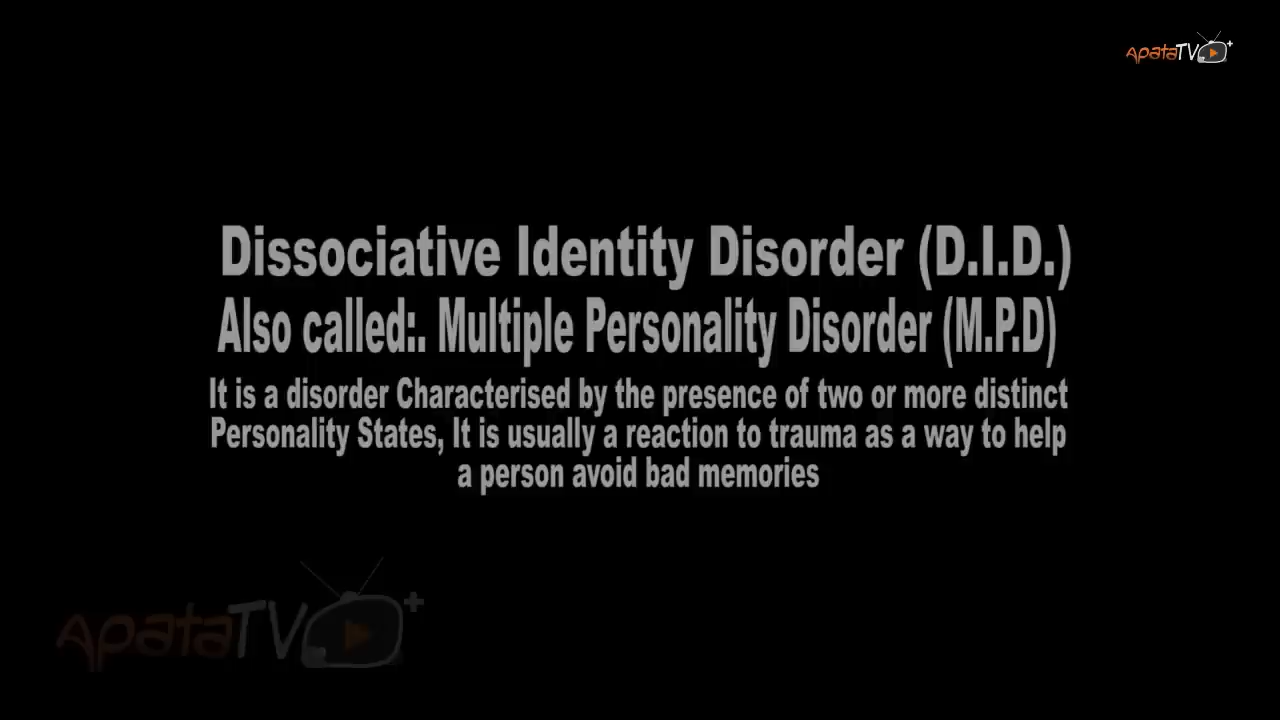 ApataTV+
Dissociative Identity Disorder (D.I.D.)
Also called:. Multiple Personality Disorder (M.P.D)
It is a disorder Characterised by the presence of two or more distinct
Personality States, It is usually a reaction to trauma as a way to help
a person avoid bad memories
ApataTV+